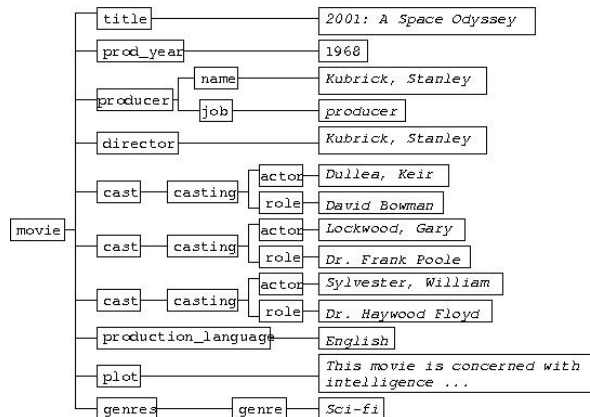 title 2001: A Space Odyssey
prod_year 1968
name Kubrick, Stanley
producer
job producer
director Kubrick, Stanley
actor Dullea, Keir
cast casting
role David Bowman
movie
actor Lockwood, Gary
cast casting
role Dr. Frank Poole
actor Sylvester, William
cast casting
role Dr. Haywood Floyd
production_language English
plot This movie is concerned with
intelligence ...
genres genre Sci-fi